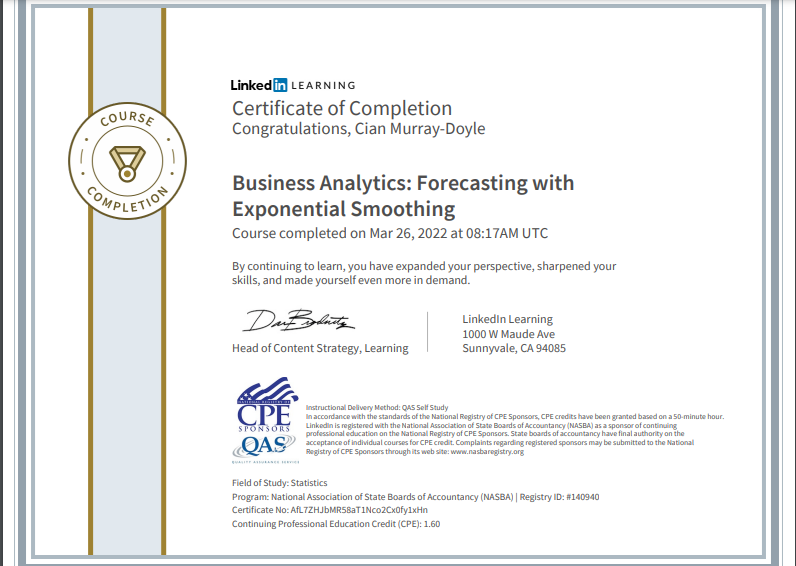 COURSE
COMPLETION
Linked in LEARNING
Certificate of Completion
Congratulations, Cian Murray-Doyle
Business Analytics: Forecasting with
Exponential Smoothing
Course completed on Mar 26, 2022 at 08:17AM UTC
By continuing to learn, you have expanded your perspective, sharpened your
skills, and made yourself even more in demand.
Head of Content Strategy, Learning
LinkedIn Learning
1000 W Maude Ave
Sunnyvale, CA 94085
NATIONAL REGISTRY OF
CPE
SPONSORS
QAS
QUALITY ASSURANCE SERVICE
Instructional Delivery Method: QAS Self Study
In accordance with the standards of the National Registry of CPE Sponsors, CPE credits have been granted based on a 50-minute hour.
LinkedIn is registered with the National Association of State Boards of Accountancy (NASBA) as a sponsor of continuing
professional education on the National Registry of CPE Sponsors. State boards of accountancy have final authority on the
acceptance of individual courses for CPE credit. Complaints regarding registered sponsors may be submitted to the National
Registry of CPE Sponsors through its web site: www.nasbaregistry.org
Field of Study: Statistics
Program: National Association of State Boards of Accountancy (NASBA) | Registry ID: #140940
Certificate No: AfL7ZHJbMR58aT1Nco2Cx0fy1xHn
Continuing Professional Education Credit (CPE): 1.60